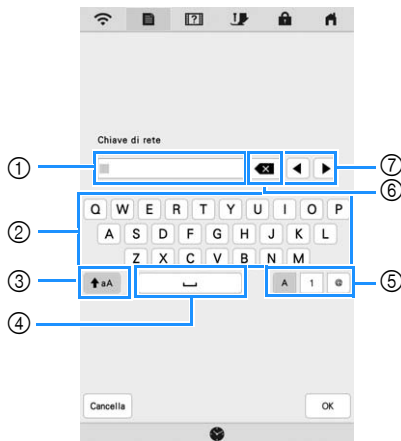 Chiave di rete
①
⑦
⑥
Q W E R T Y U I O P
②
A S D F G H J K L
Z X C V B N M
③ aA A 1 @ ⑤
④
Cancella OK